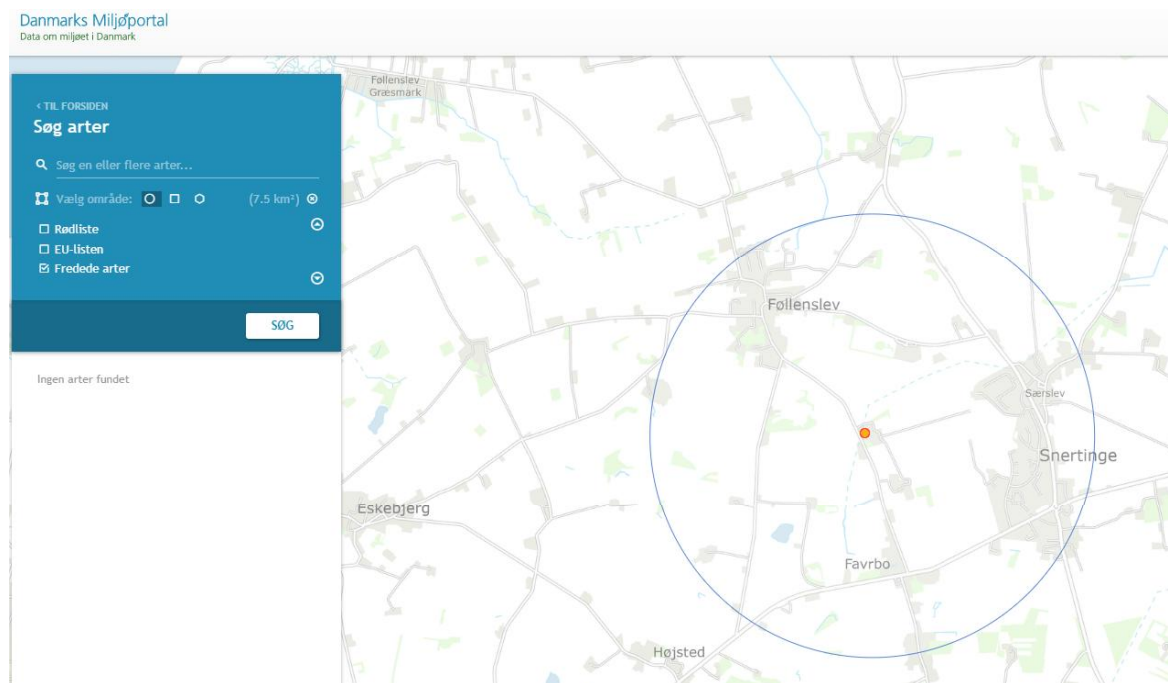 Danmarks Miljøportal
Data om miljøet i Danmark
< TIL FORSIDEN
Søg arter
Søg en eller flere arter...
Vælg område: (7.5 km²)
Rødliste
EU-listen
Fredede arter
SØG
Ingen arter fundet
Føllenslev
Græsmark
Føllenslev
Særslev
Snertinge
Eskebjerg
Favrbo
Højsted